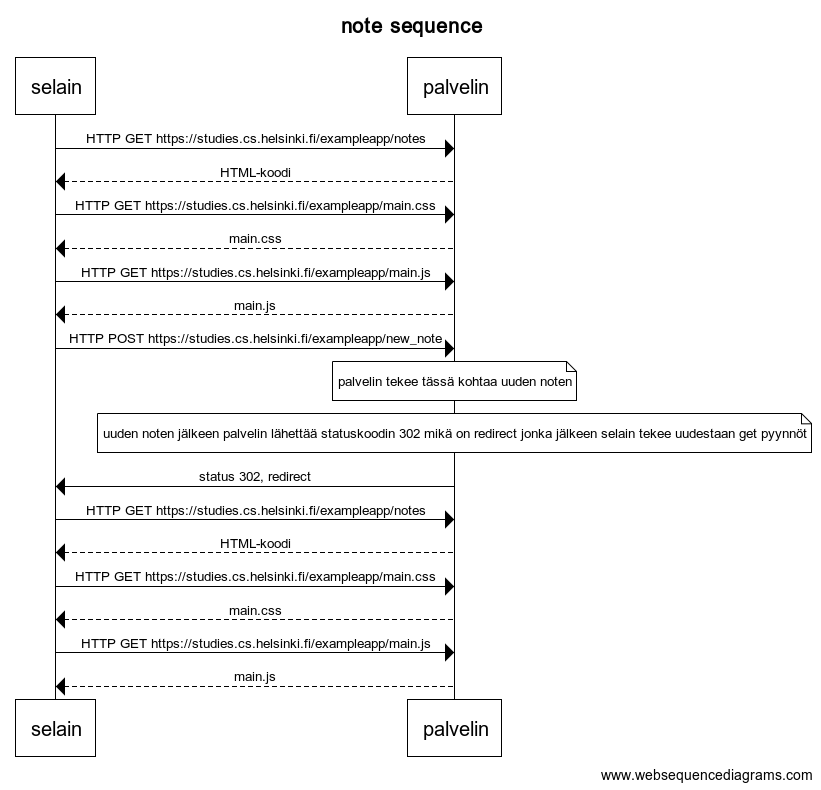 note sequence
selain
palvelin
HTTP GET https://studies.cs.helsinki.fi/exampleapp/notes
HTML-koodi
HTTP GET https://studies.cs.helsinki.fi/exampleapp/main.css
main.css
HTTP GET https://studies.cs.helsinki.fi/exampleapp/main.js
main.js
HTTP POST https://studies.cs.helsinki.fi/exampleapp/new_note
palvelin tekee tässä kohtaa uuden noten
uuden noten jälkeen palvelin lähettää statuskoodin 302 mikä on redirect jonka jälkeen selain tekee uudestaan get pyynnöt
status 302, redirect
HTTP GET https://studies.cs.helsinki.fi/exampleapp/notes
HTML-koodi
HTTP GET https://studies.cs.helsinki.fi/exampleapp/main.css
main.css
HTTP GET https://studies.cs.helsinki.fi/exampleapp/main.js
main.js
selain
palvelin
www.websequencediagrams.com